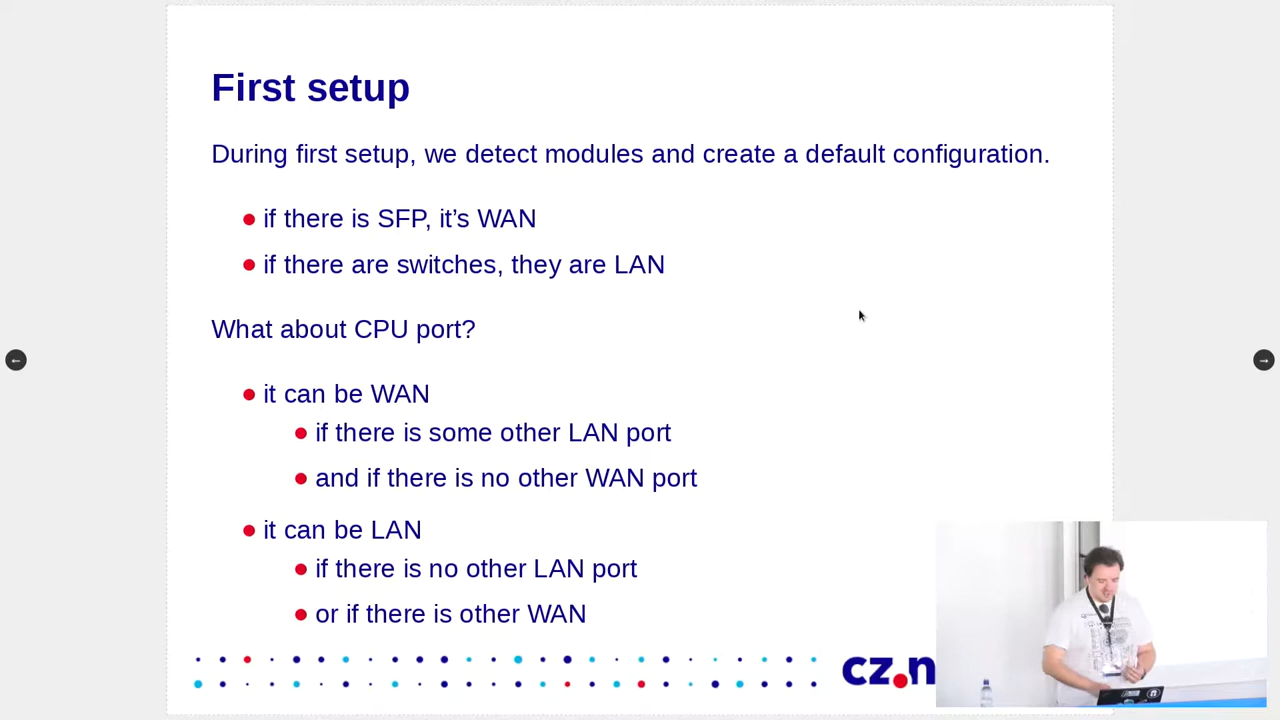 First setup
During first setup, we detect modules and create a default configuration.
if there is SFP, it’s WAN
if there are switches, they are LAN
What about CPU port?
it can be WAN
if there is some other LAN port
and if there is no other WAN port
it can be LAN
if there is no other LAN port
or if there is other WAN
cz.n